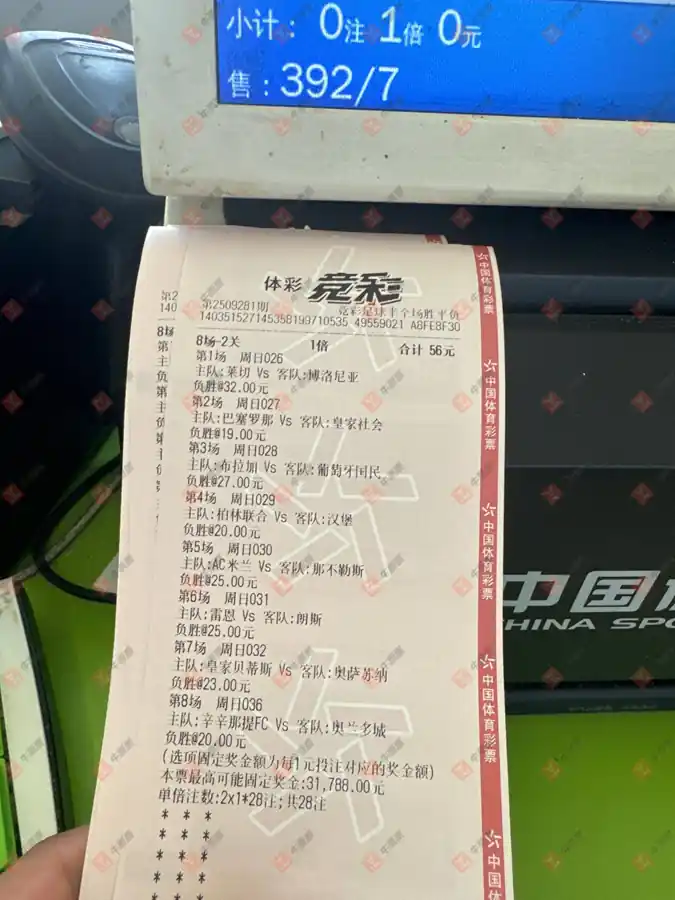 小计：0注 1倍 0元
售：392/7
体彩 竞彩
第2509281期 竞彩足球半全场胜平负
140351527145358199710535 49559021 A8FEBF30
8场-2关 1倍 合计 56元
第1场 周日026
主队:莱切 Vs 客队:博洛尼亚
负胜@32.00元
第2场 周日027
主队:巴塞罗那 Vs 客队:皇家社会
负胜@19.00元
第3场 周日028
主队:布拉加 Vs 客队:葡萄牙国民
负胜@27.00元
第4场 周日029
主队:柏林联合 Vs 客队:汉堡
负胜@20.00元
第5场 周日030
主队:AC米兰 Vs 客队:那不勒斯
负胜@25.00元
第6场 周日031
主队:雷恩 Vs 客队:朗斯
负胜@25.00元
第7场 周日032
主队:皇家贝蒂斯 Vs 客队:奥萨苏纳
负胜@23.00元
第8场 周日036
主队:辛辛那提FC Vs 客队:奥兰多城
负胜@20.00元
(选项固定奖金额为每1元投注对应的奖金额)
本票最高可能固定奖金:31,788.00元
单倍注数:2x1*28注;共28注
* * *
* * *
* * *
* * *
* * *
中国体育彩票
中国体育彩票
中国体育彩票
中国体育彩票
中国体
中国
CHINA SPO